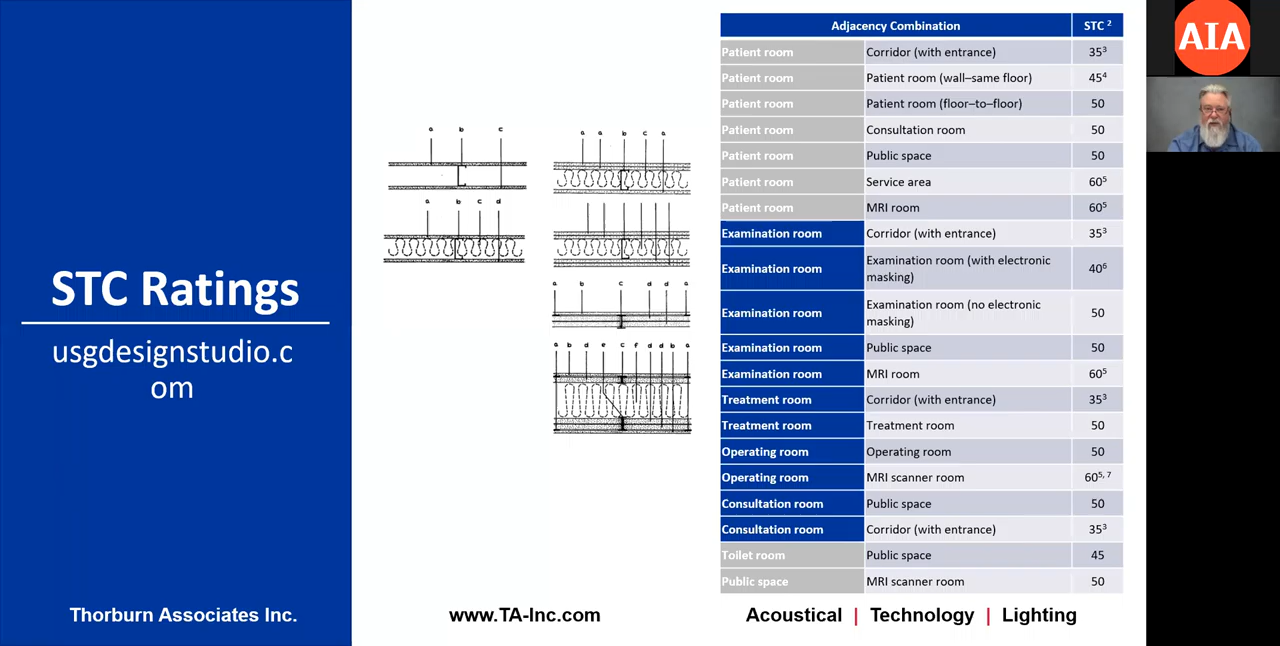 STC Ratings
usgdesignstudio.c
om
a b c
a a b c a
a b c d
a b c d d a
a b d e c f d d b a
Adjacency Combination STC 2
Patient room Corridor (with entrance) 35³
Patient room Patient room (wall–same floor) 45⁴
Patient room Patient room (floor–to–floor) 50
Patient room Consultation room 50
Patient room Public space 50
Patient room Service area 60⁵
Patient room MRI room 60⁵
Examination room Corridor (with entrance) 35³
Examination room Examination room (with electronic
masking) 40⁶
Examination room Examination room (no electronic
masking) 50
Examination room Public space 50
Examination room MRI room 60⁵
Treatment room Corridor (with entrance) 35³
Treatment room Treatment room 50
Operating room Operating room 50
Operating room MRI scanner room 60⁵, ⁷
Consultation room Public space 50
Consultation room Corridor (with entrance) 35³
Toilet room Public space 45
Public space MRI scanner room 50
AIA
Thorburn Associates Inc. www.TA-Inc.com Acoustical | Technology | Lighting